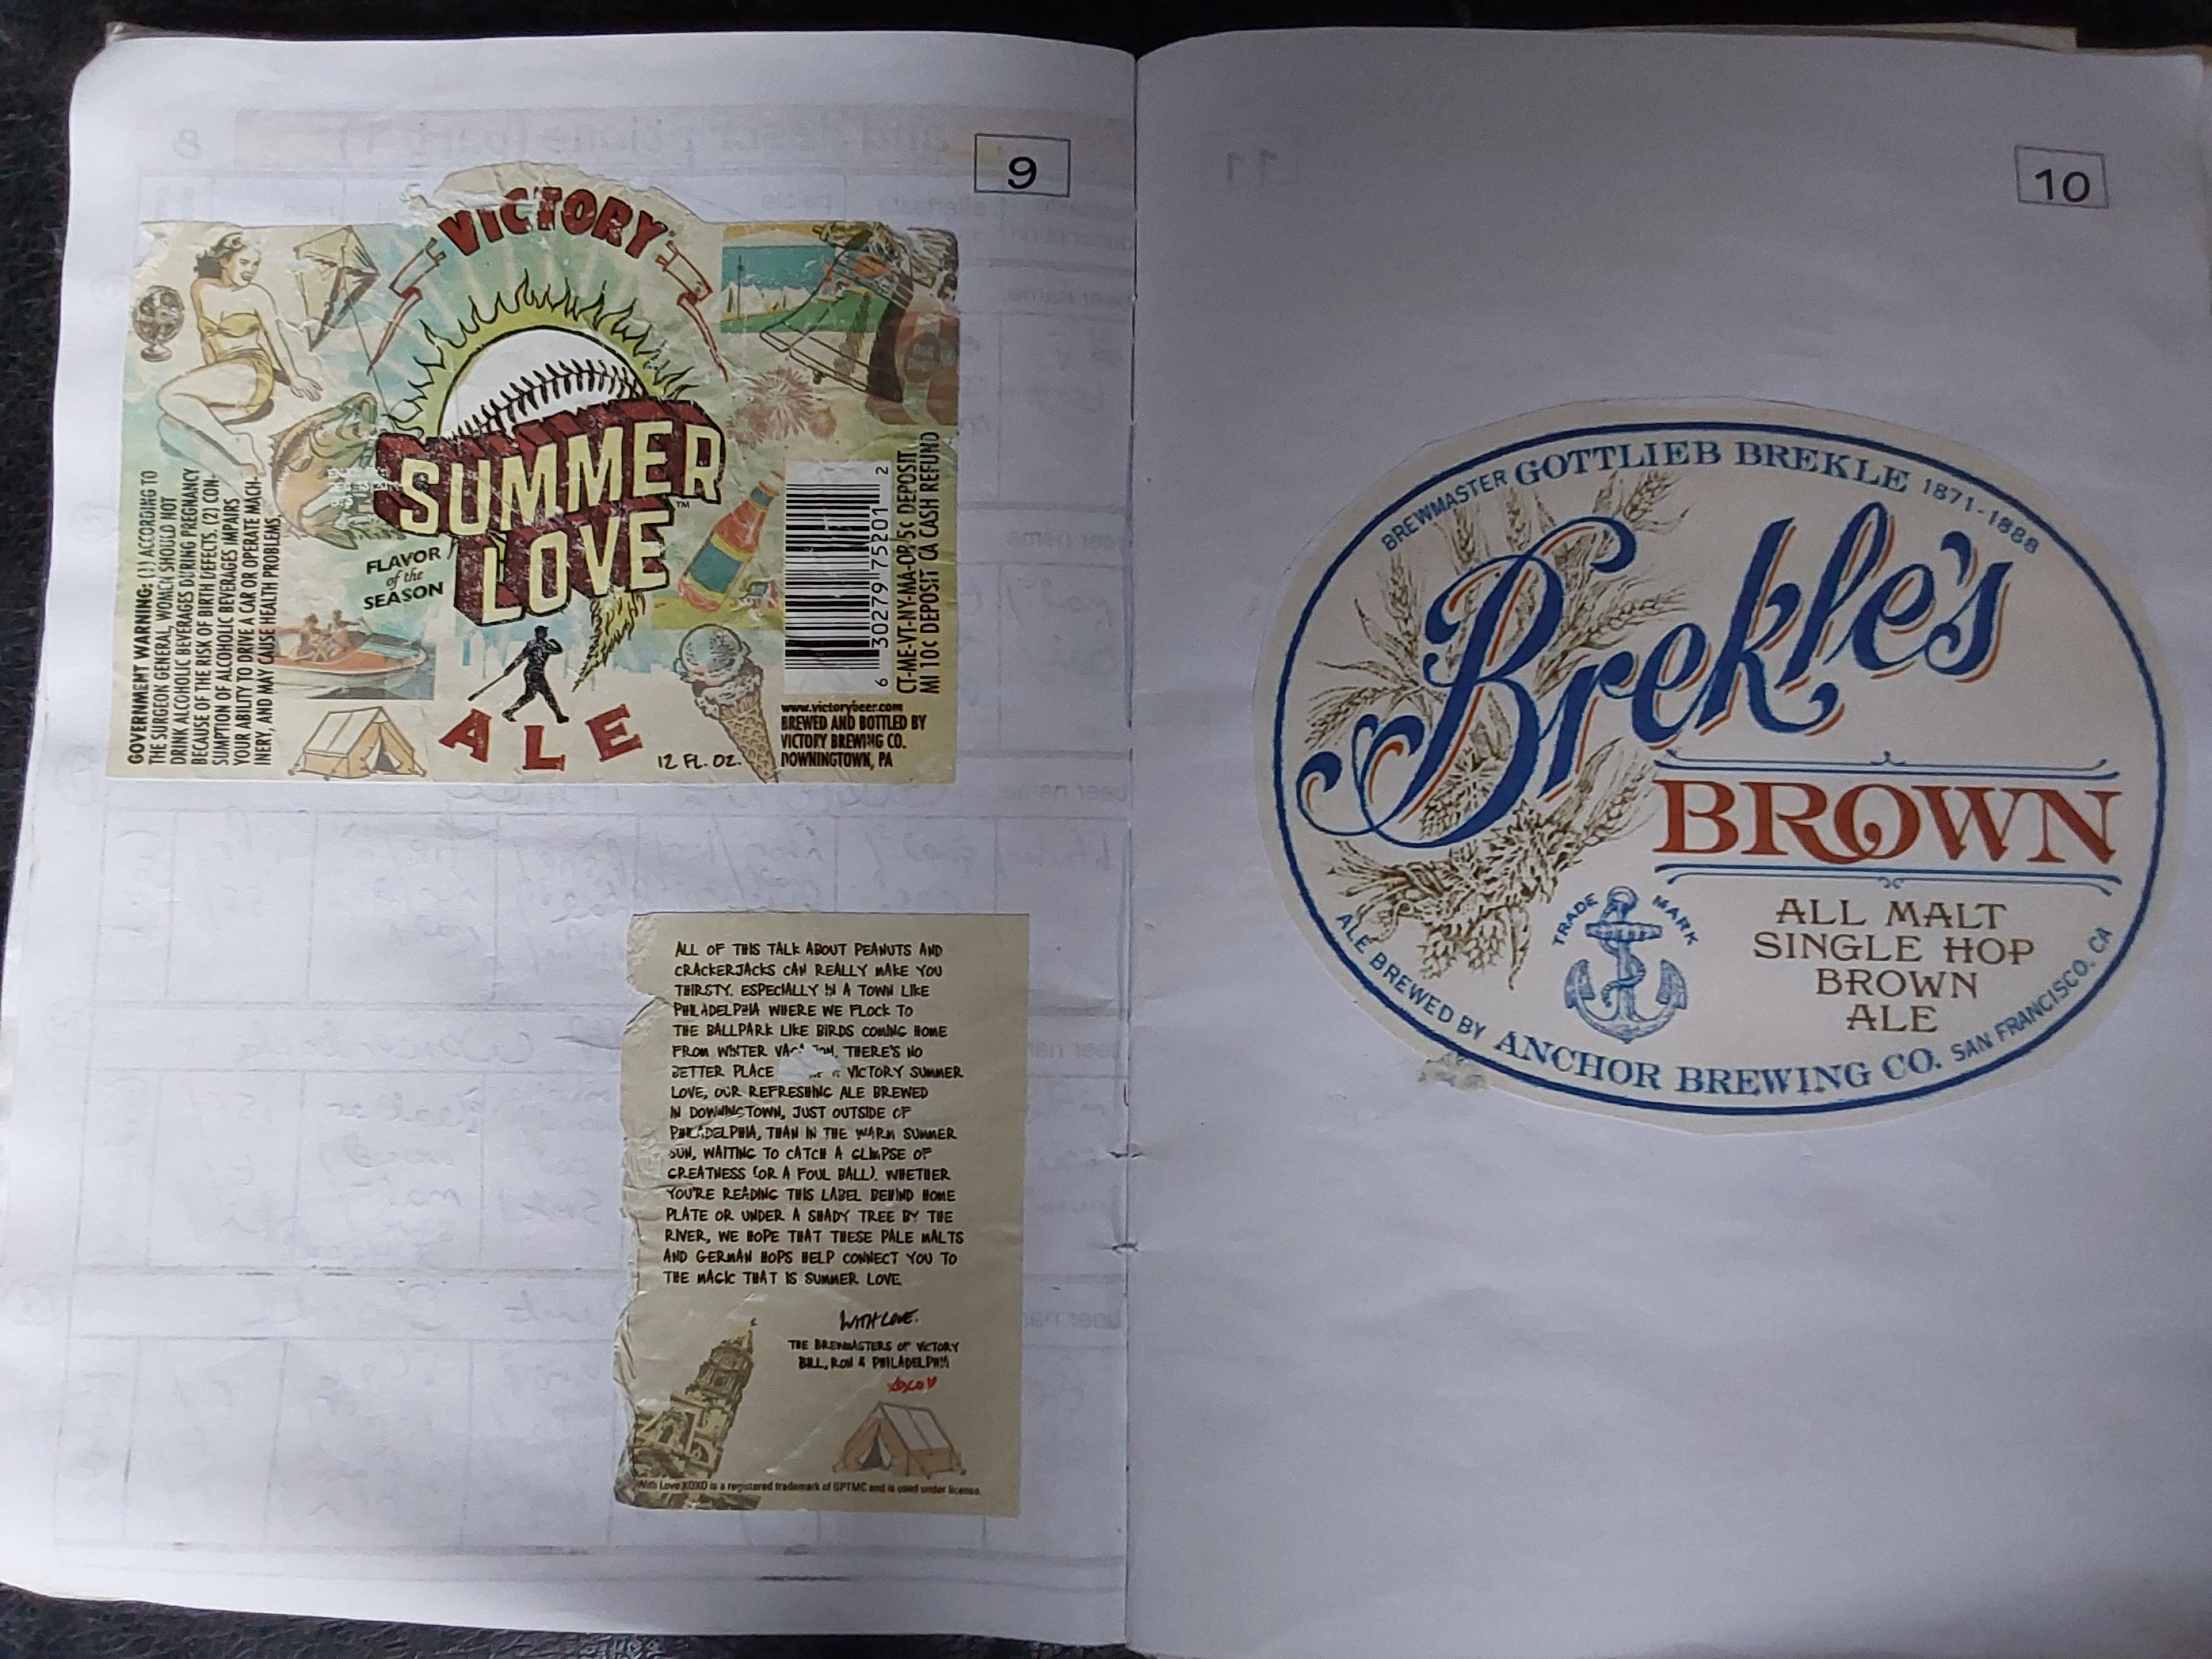 9
VICTORY
SUMMER
LOVE™
FLAVOR
of the
SEASON
ALE
12 FL. OZ.
GOVERNMENT WARNING: (1) ACCORDING TO
THE SURGEON GENERAL, WOMEN SHOULD NOT
DRINK ALCOHOLIC BEVERAGES DURING PREGNANCY
BECAUSE OF THE RISK OF BIRTH DEFECTS. (2) CON-
SUMPTION OF ALCOHOLIC BEVERAGES IMPAIRS
YOUR ABILITY TO DRIVE A CAR OR OPERATE MACH-
INERY, AND MAY CAUSE HEALTH PROBLEMS
6 30279 75201 2
CT-ME-VT-NY-MA-OR 5¢ DEPOSIT
MI 10¢ DEPOSIT CA CASH REFUND
www.victorybeer.com
BREWED AND BOTTLED BY
VICTORY BREWING CO.
DOWNINGTOWN, PA
ALL OF THIS TALK ABOUT PEANUTS AND
CRACKERJACKS CAN REALLY MAKE YOU
THIRSTY. ESPECIALLY IN A TOWN LIKE
PHILADELPHIA WHERE WE FLOCK TO
THE BALLPARK LIKE BIRDS COMING HOME
FROM WINTER VACATION. THERE'S NO
BETTER PLACE VICTORY SUMMER
LOVE, OUR REFRESHING ALE BREWED
IN DOWNINGTOWN, JUST OUTSIDE OF
PHILADELPHIA, THAN IN THE WARM SUMMER
SUN, WAITING TO CATCH A GLIMPSE OF
GREATNESS (OR A FOUL BALL). WHETHER
YOU'RE READING THIS LABEL BEHIND HOME
PLATE OR UNDER A SHADY TREE BY THE
RIVER, WE HOPE THAT THESE PALE MALTS
AND GERMAN HOPS HELP CONNECT YOU TO
THE MAGIC THAT IS SUMMER LOVE
WITH LOVE.
THE BREWMASTERS OF VICTORY
BILL, RON & PHILADELPHIA
XOXO
With Love XOXO is a registered trademark of GPTMC and is used under license.
10
BREWMASTER GOTTLIEB BREKLE 1871-1888
Brekle's
BROWN
TRADE MARK
ALL MALT
SINGLE HOP
BROWN
ALE
ALE BREWED BY ANCHOR BREWING CO. SAN FRANCISCO, CA